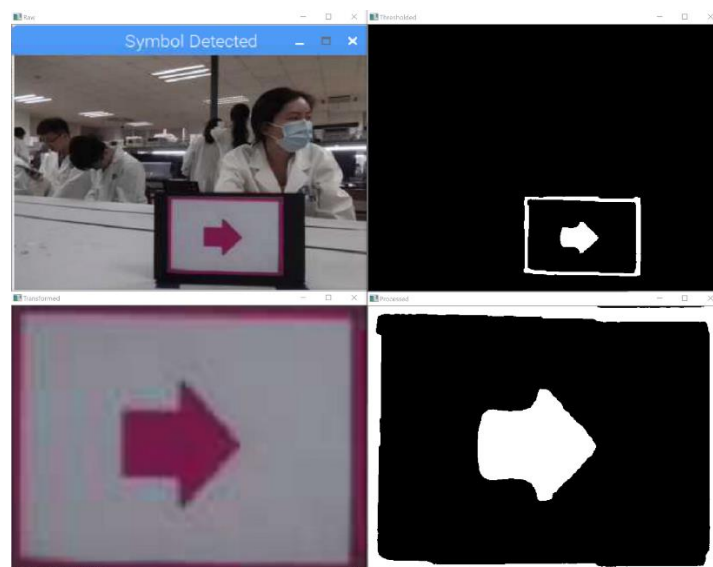 Raw
Thresholded
Symbol Detected
Transformed
Processed